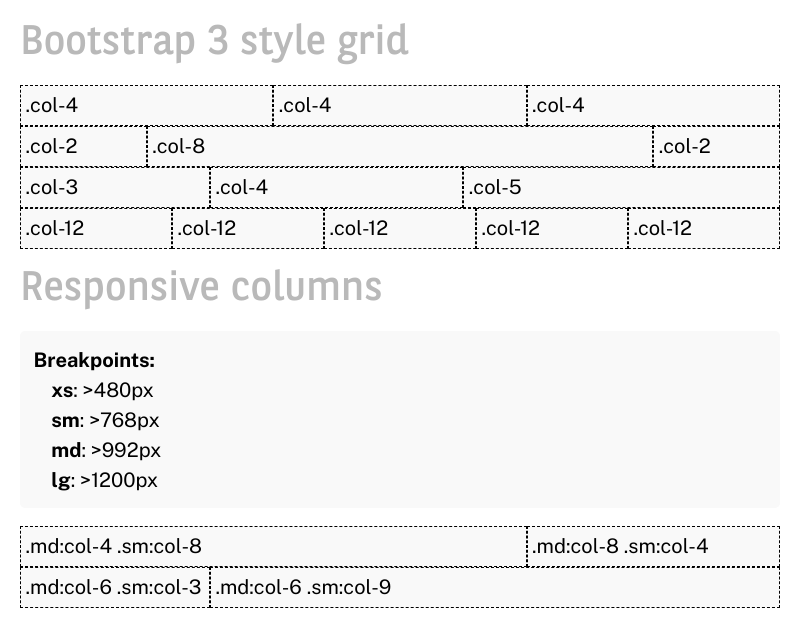 Bootstrap 3 style grid
.col-4 .col-4 .col-4
.col-2 .col-8 .col-2
.col-3 .col-4 .col-5
.col-12 .col-12 .col-12 .col-12 .col-12
Responsive columns
Breakpoints:
xs: >480px
sm: >768px
md: >992px
lg: >1200px
.md:col-4 .sm:col-8 .md:col-8 .sm:col-4
.md:col-6 .sm:col-3 .md:col-6 .sm:col-9